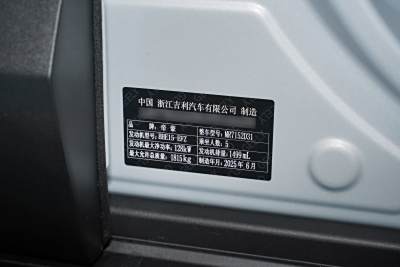 中国 浙江吉利汽车有限公司 制造
品 牌:帝豪 整车型号:MR7152D31
发动机型号:BHE15-EFZ 乘坐人数:5
发动机最大净功率:128kW 发动机排量:1499mL
最大允许总质量:1815kg 制造年月:2025年6月